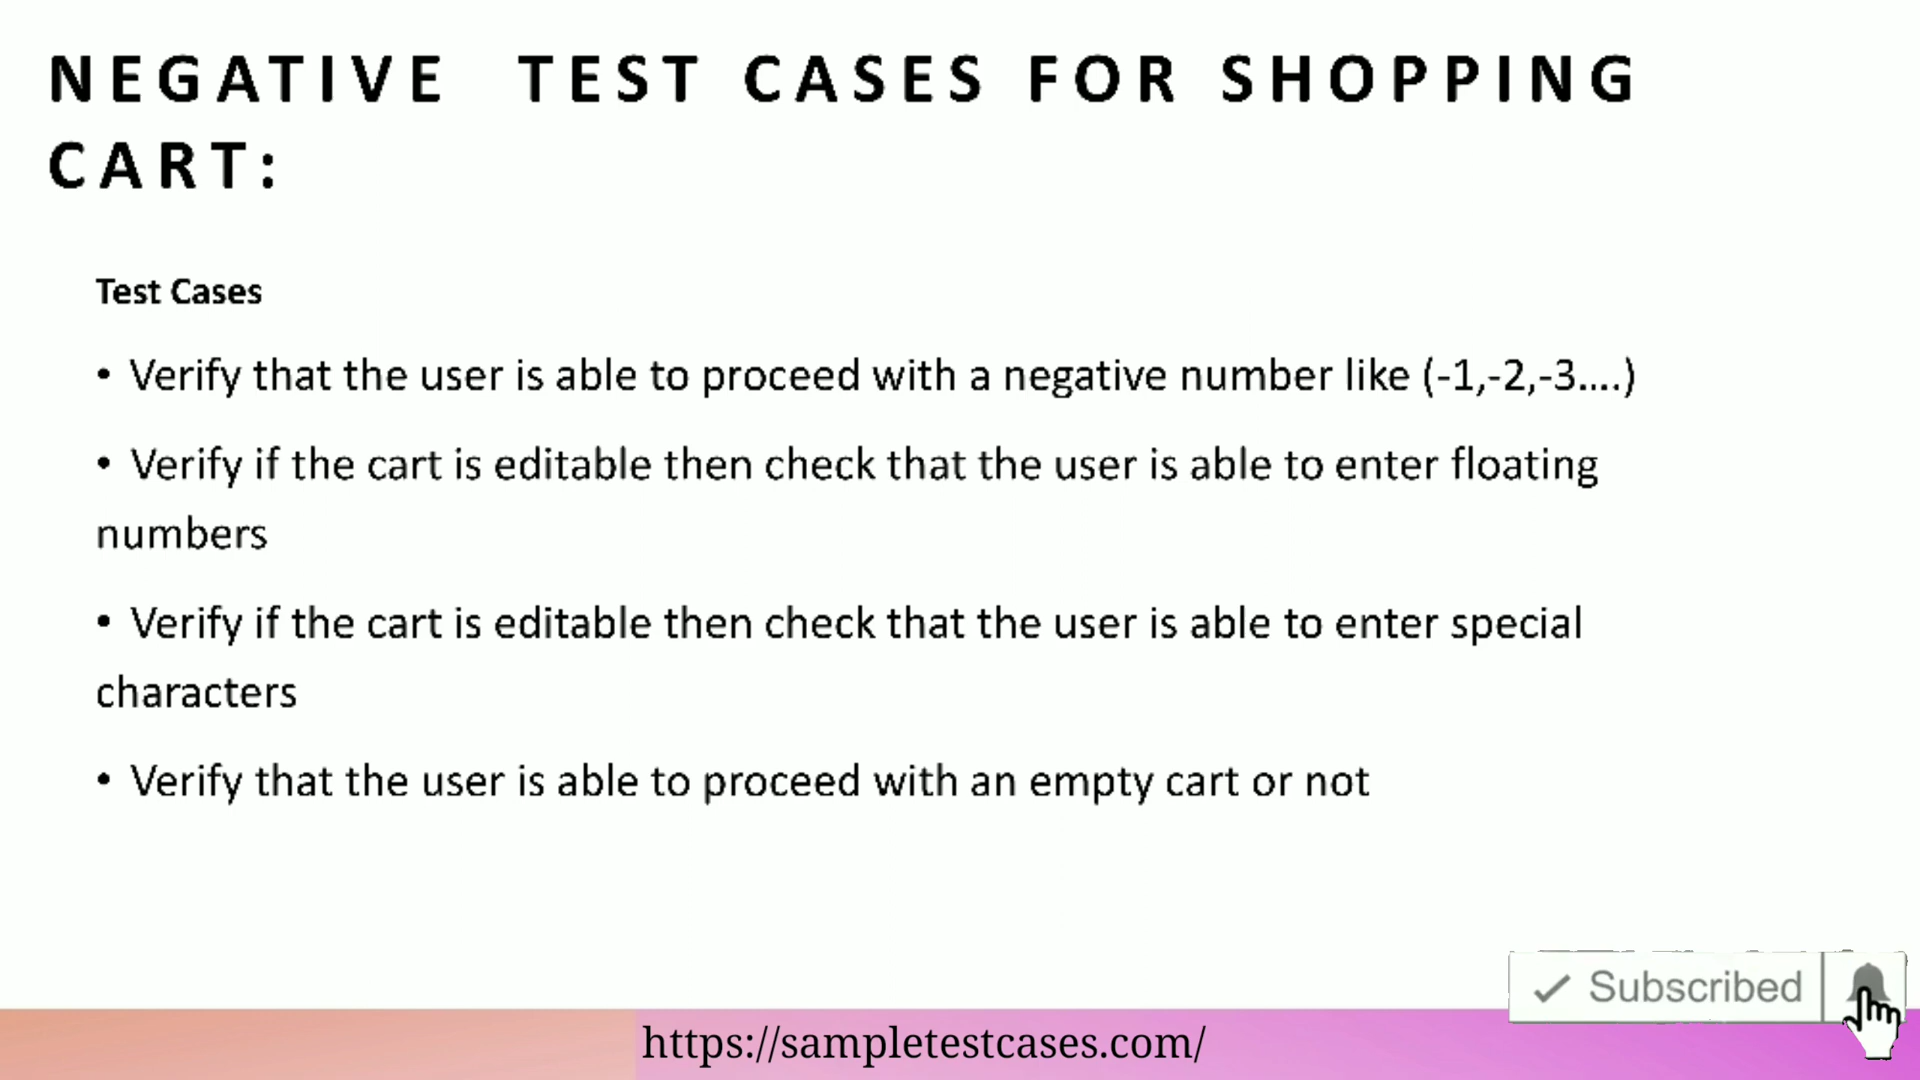 NEGATIVE TEST CASES FOR SHOPPING
CART:
Test Cases
• Verify that the user is able to proceed with a negative number like (-1,-2,-3....)
• Verify if the cart is editable then check that the user is able to enter floating
numbers
• Verify if the cart is editable then check that the user is able to enter special
characters
• Verify that the user is able to proceed with an empty cart or not
Subscribed
https://sampletestcases.com/